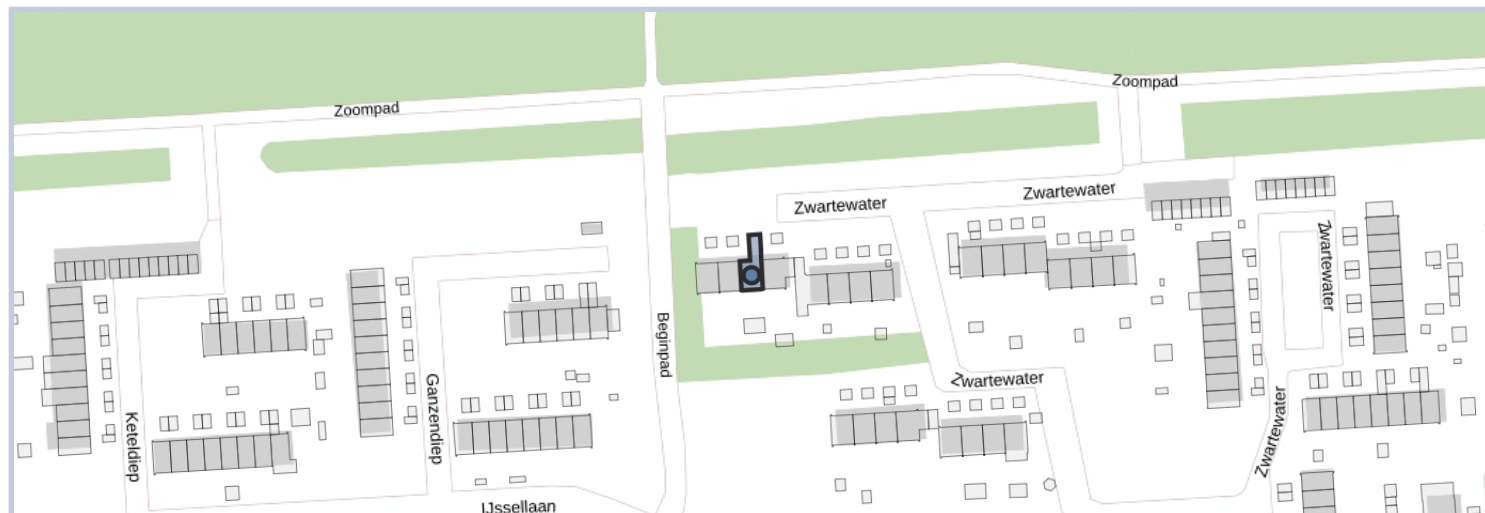 Zoompad
Zoompad
Zwartewater
Zwartewater
Zwartewater
Beginpad
Zwartewater
Keteldiep
Ganzendiep
Zwartewater
IJssellaan